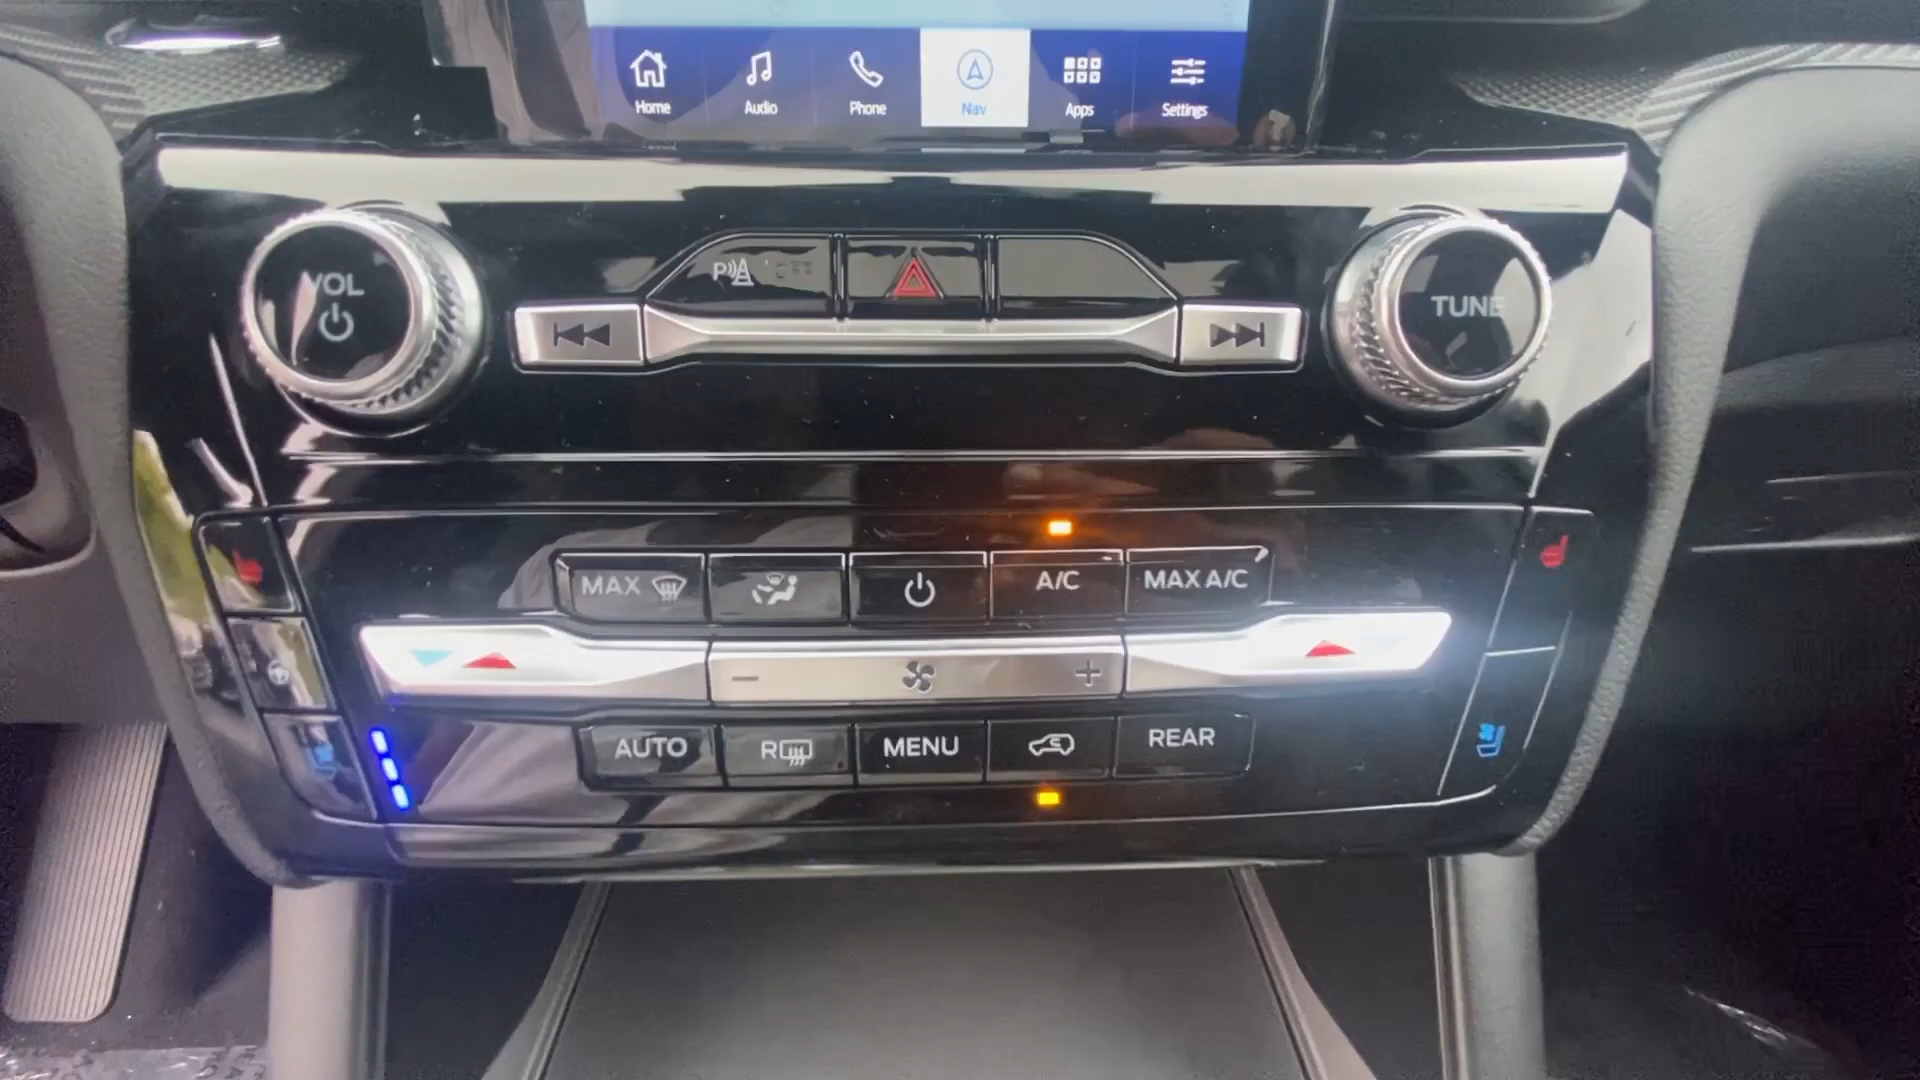 Home Audio Phone Nav Apps Settings
VOL
P
TUNE
MAX
A/C
MAX A/C
− +
AUTO
R
MENU
REAR